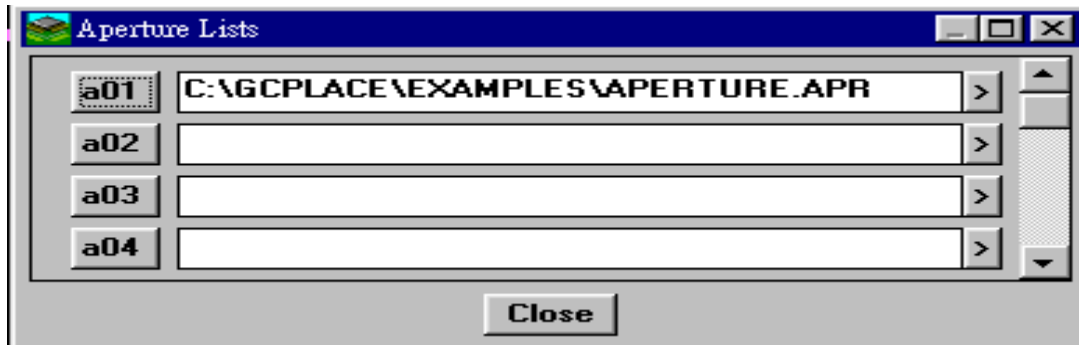 Aperture Lists
a01 C:\GCPLACE\EXAMPLES\APERTURE.APR >
a02 >
a03 >
a04 >
Close